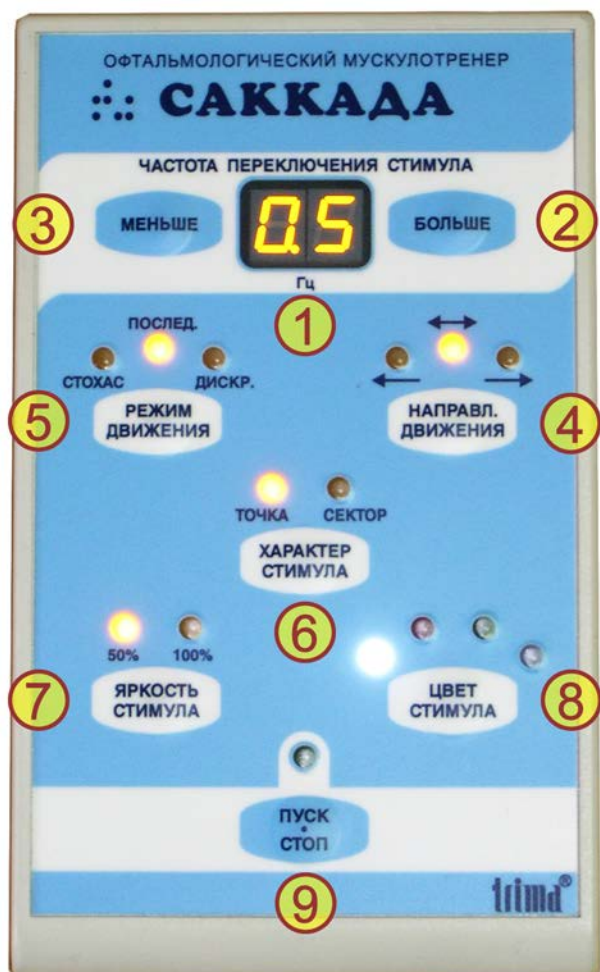 ОФТАЛЬМОЛОГИЧЕСКИЙ МУСКУЛОТРЕНЕР
САККАДА
ЧАСТОТА ПЕРЕКЛЮЧЕНИЯ СТИМУЛА
3
МЕНЬШЕ
0.5
БОЛЬШЕ
2
Гц
1
ПОСЛЕД.
СТОХАС
ДИСКР.
5
РЕЖИМ
ДВИЖЕНИЯ
НАПРАВЛ.
ДВИЖЕНИЯ
4
ТОЧКА
СЕКТОР
ХАРАКТЕР
СТИМУЛА
6
50%
100%
7
ЯРКОСТЬ
СТИМУЛА
ЦВЕТ
СТИМУЛА
8
ПУСК
•
СТОП
9
trima®